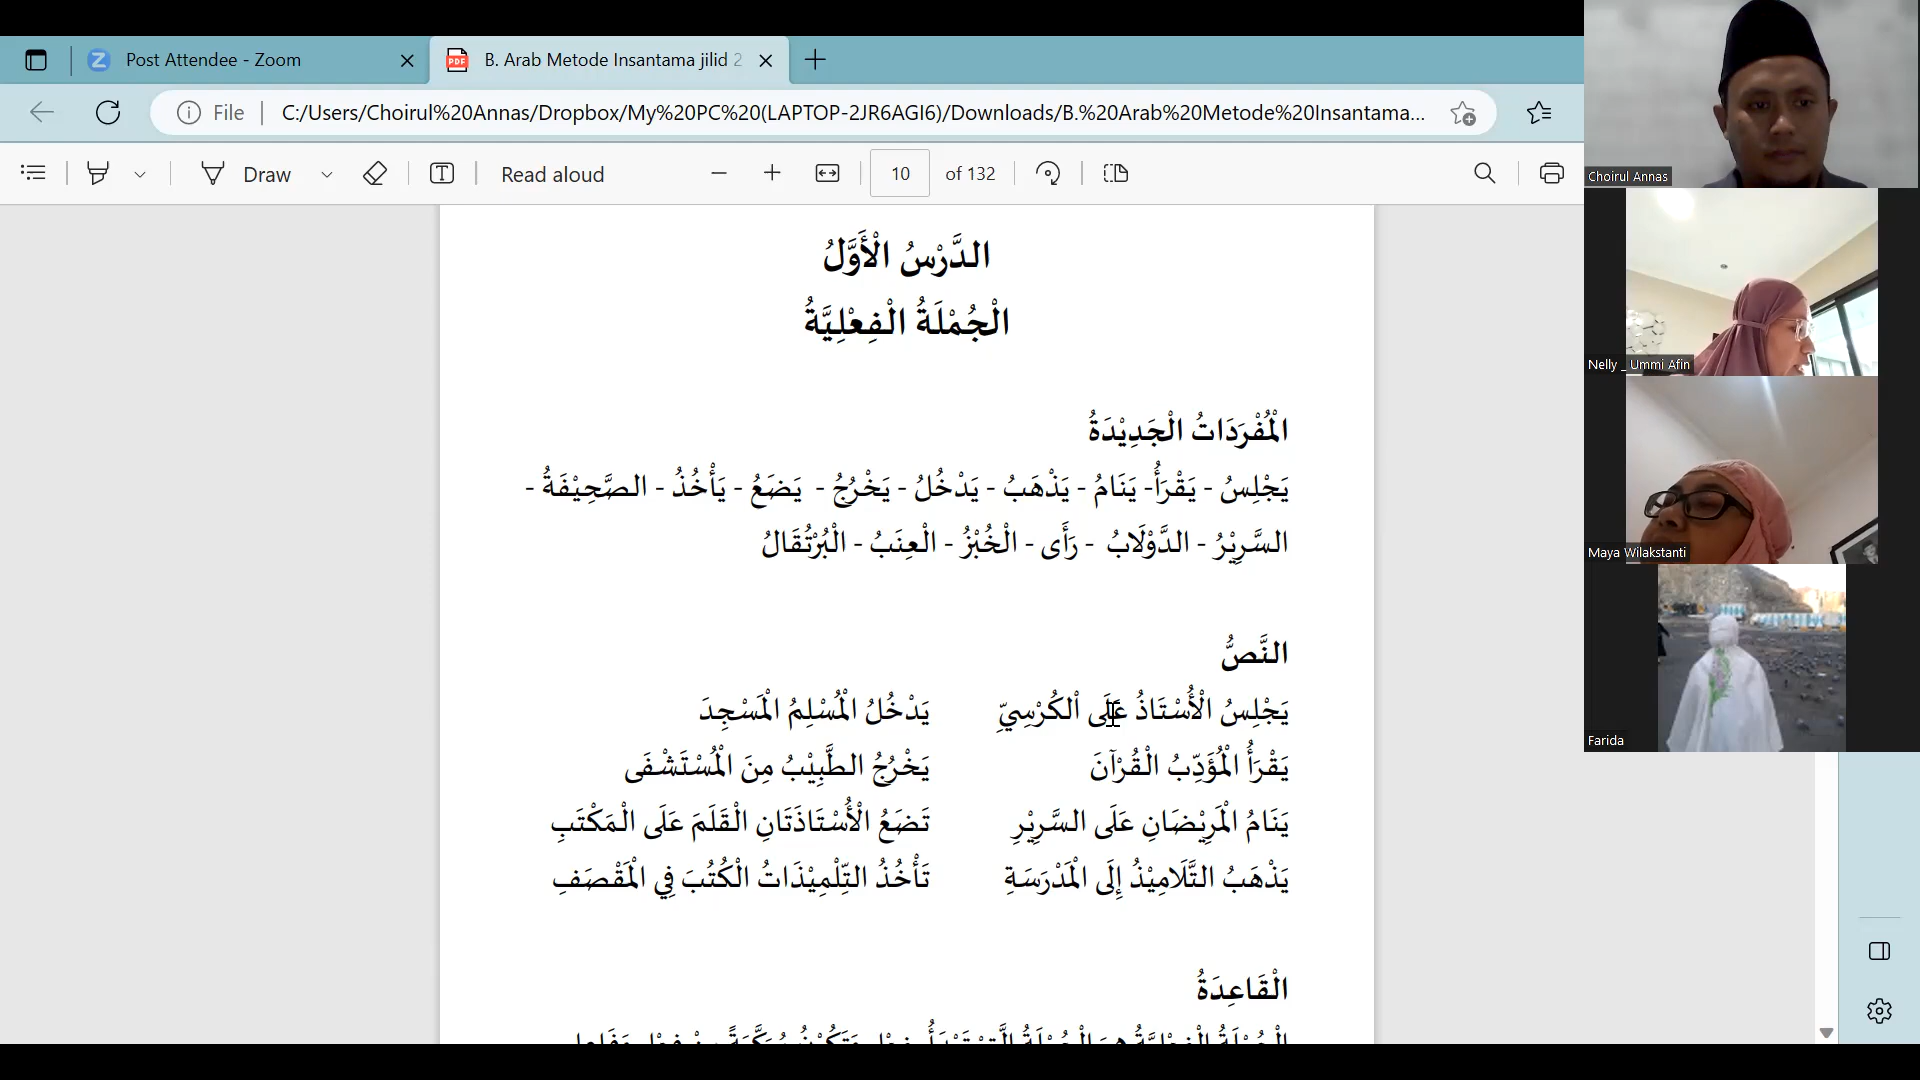 Post Attendee - Zoom
B. Arab Metode Insantama jilid 2
File
C:/Users/Choirul%20Annas/Dropbox/My%20PC%20(LAPTOP-2JR6AGI6)/Downloads/B.%20Arab%20Metode%20Insantama...
Draw
Read aloud
10 of 132
الدَّرْسُ الْأَوَّلُ
الْجُمْلَةُ الْفِعْلِيَّةُ
الْمُفْرَدَاتُ الْجَدِيْدَةُ
يَجْلِسُ - يَقْرَأُ- يَنَامُ - يَذْهَبُ - يَدْخُلُ - يَخْرُجُ - يَضَعُ - يَأْخُذُ - الصَّحِيْفَةُ -
السَّرِيْرُ - الدَّوْلَابُ - رَأَى - الْخُبْزُ - الْعِنَبُ - الْبُرْتُقَالُ
النَّصُّ
يَجْلِسُ الْأُسْتَاذُ عَلَى اْلكُرْسِيِّ يَدْخُلُ الْمُسْلِمُ الْمَسْجِدَ
يَقْرَأُ الْمُؤَدِّبُ الْقُرْآنَ يَخْرُجُ الطَّبِيْبُ مِنَ الْمُسْتَشْفَى
يَنَامُ الْمَرِيْضَانِ عَلَى السَّرِيْرِ تَضَعُ الْأُسْتَاذَتَانِ الْقَلَمَ عَلَى الْمَكْتَبِ
يَذْهَبُ التَّلَامِيْذُ إِلَى الْمَدْرَسَةِ تَأْخُذُ التِّلْمِيْذَاتُ الْكُتُبَ فِي الْمَقْصَفِ
الْقَاعِدَةُ
Choirul Annas
Nelly _ Ummi Afin
Maya Wilakstanti
Farida